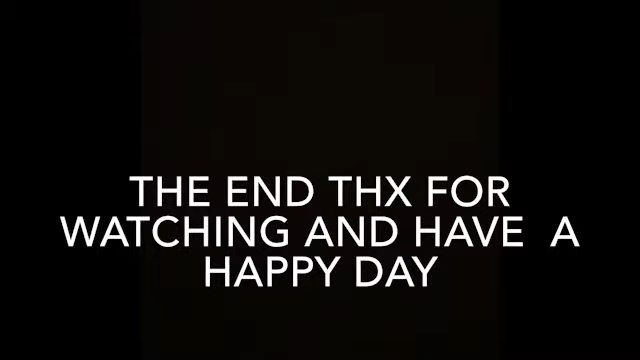 THE END THX FOR
WATCHING AND HAVE  A
HAPPY DAY